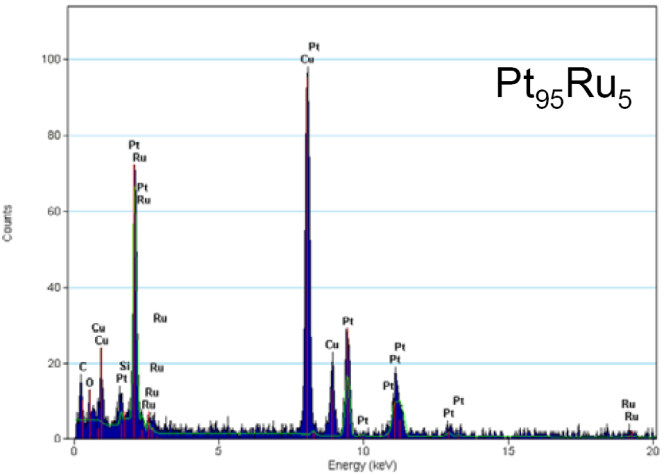 Pt
Cu
100
Pt95Ru5
80
Pt
Ru
Pt
Ru
60
Counts
40
Ru
Cu
Cu
Pt
Cu
20
C
Si
Ru
Pt
Pt
O
Pt
Pt
Ru
Ru
Pt
Pt
Pt
Ru
Ru
0
0
5
10
15
20
Energy (keV)